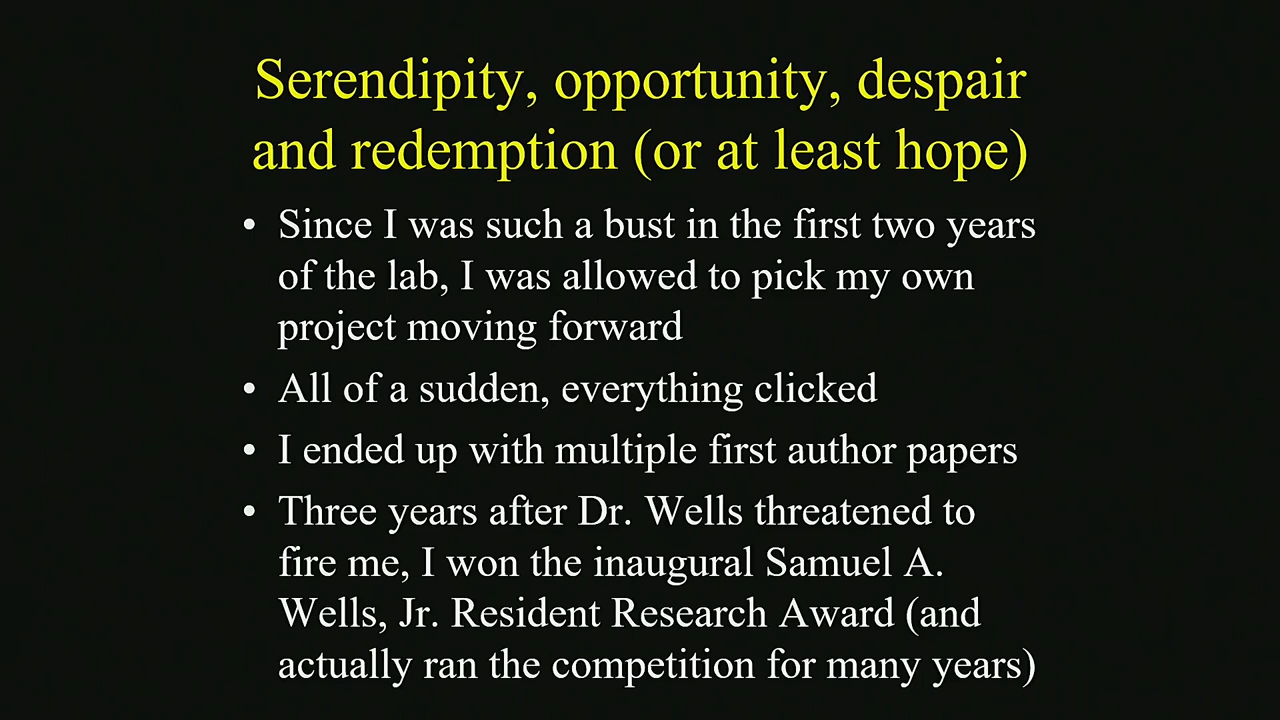 Serendipity, opportunity, despair
and redemption (or at least hope)
• Since I was such a bust in the first two years
of the lab, I was allowed to pick my own
project moving forward
• All of a sudden, everything clicked
• I ended up with multiple first author papers
• Three years after Dr. Wells threatened to
fire me, I won the inaugural Samuel A.
Wells, Jr. Resident Research Award (and
actually ran the competition for many years)